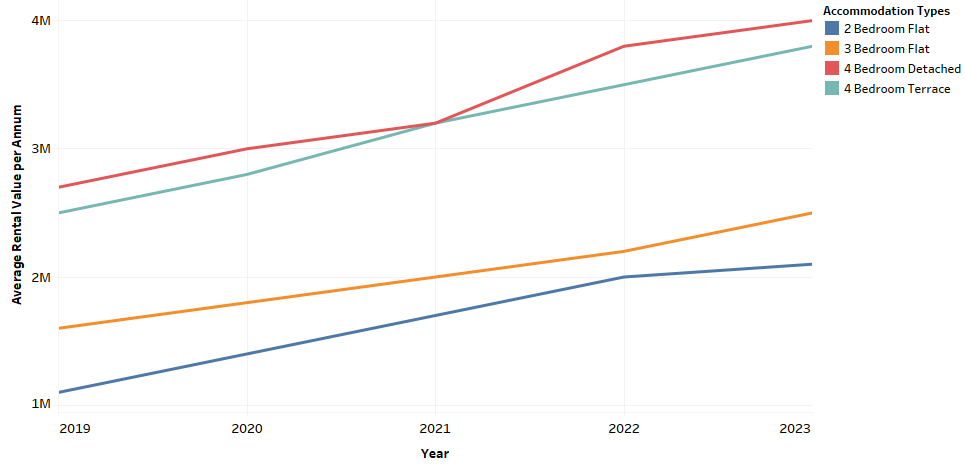 Accommodation Types
2 Bedroom Flat
3 Bedroom Flat
4 Bedroom Detached
4 Bedroom Terrace
Average Rental Value per Annum
4M
3M
2M
1M
2019 2020 2021 2022 2023
Year